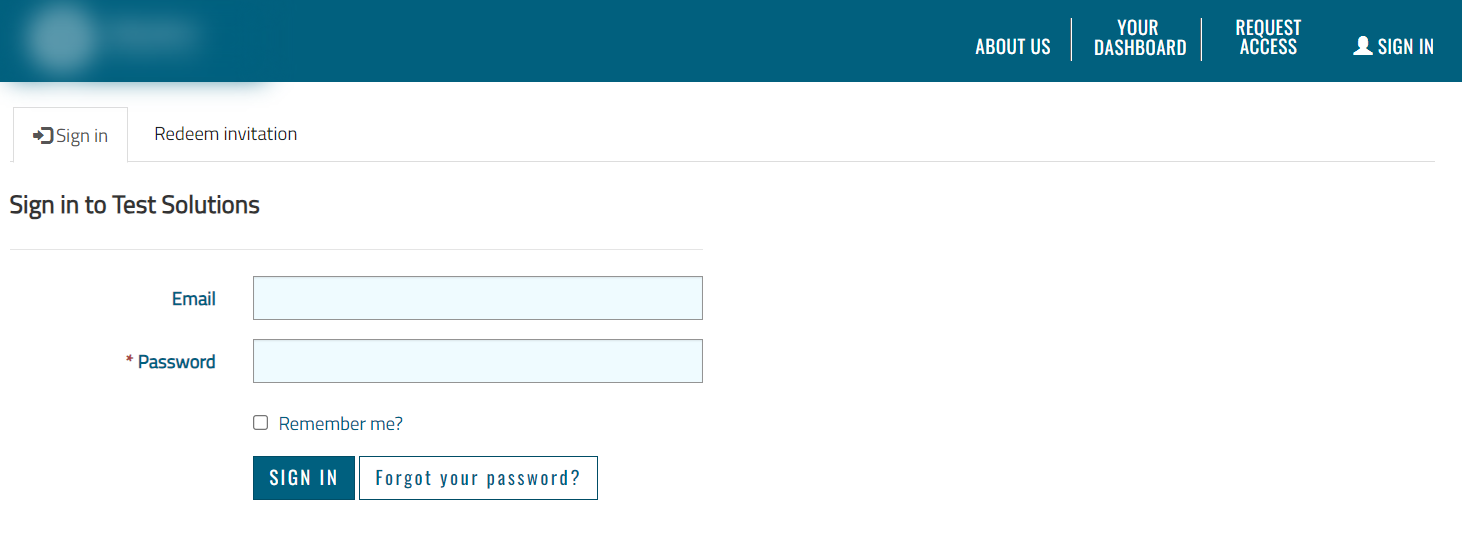 ABOUT US
YOUR
DASHBOARD
REQUEST
ACCESS
SIGN IN
Sign in
Redeem invitation
Sign in to Test Solutions
Email
* Password
Remember me?
SIGN IN
Forgot your password?